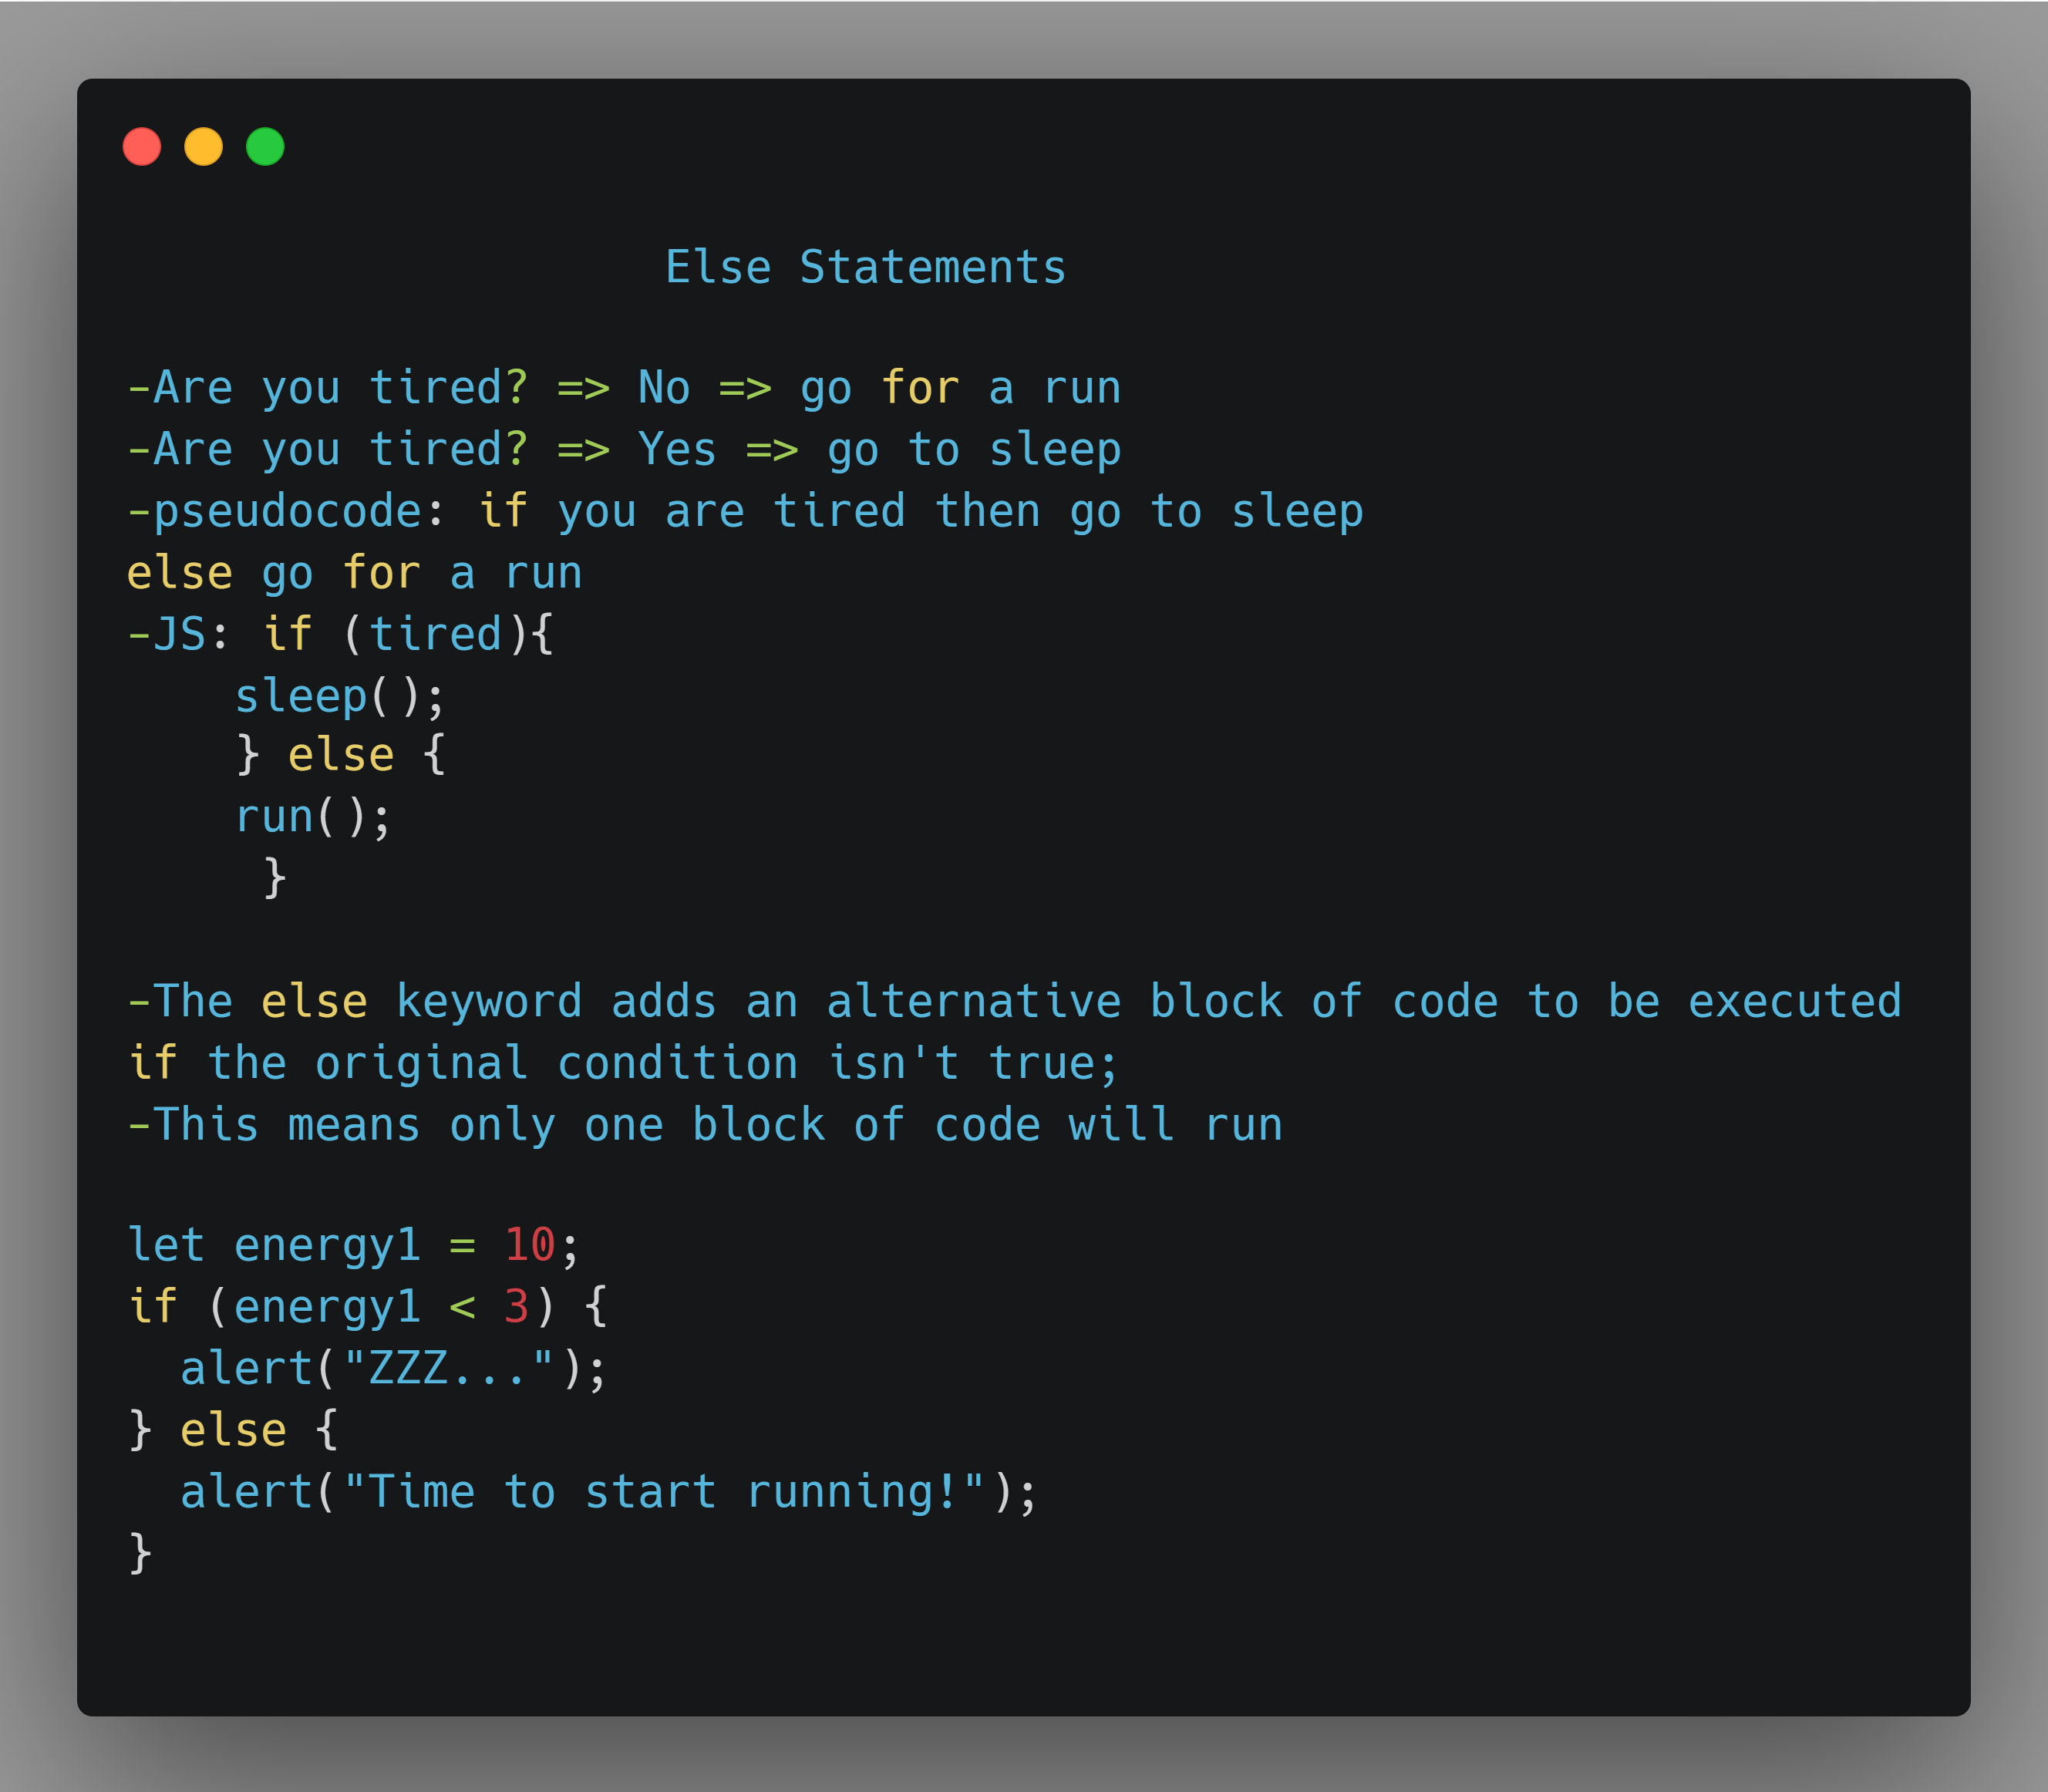 Else Statements
-Are you tired? => No => go for a run
-Are you tired? => Yes => go to sleep
-pseudocode: if you are tired then go to sleep
else go for a run
-JS: if (tired){
    sleep();
    } else {
    run();
     }
-The else keyword adds an alternative block of code to be executed
if the original condition isn't true;
-This means only one block of code will run
let energy1 = 10;
if (energy1 < 3) {
  alert("ZZZ...");
} else {
  alert("Time to start running!");
}